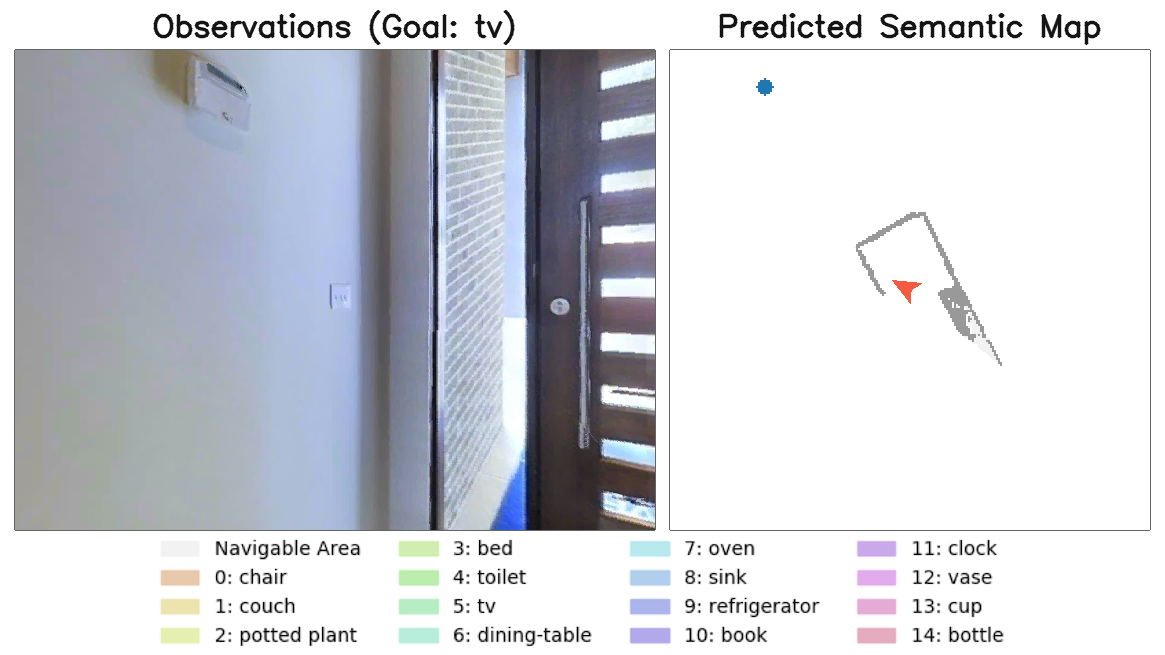 Observations (Goal: tv)
Predicted Semantic Map
Navigable Area
0: chair
1: couch
2: potted plant
3: bed
4: toilet
5: tv
6: dining-table
7: oven
8: sink
9: refrigerator
10: book
11: clock
12: vase
13: cup
14: bottle